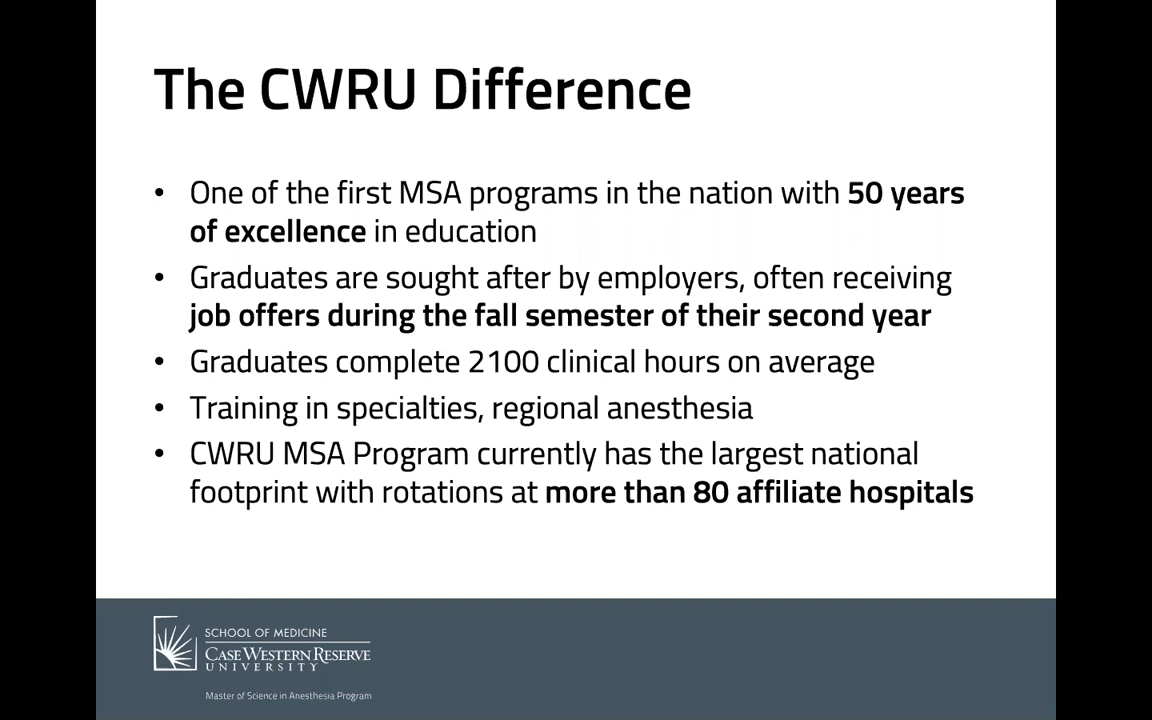 The CWRU Difference
• One of the first MSA programs in the nation with 50 years
of excellence in education
• Graduates are sought after by employers, often receiving
job offers during the fall semester of their second year
• Graduates complete 2100 clinical hours on average
• Training in specialties, regional anesthesia
• CWRU MSA Program currently has the largest national
footprint with rotations at more than 80 affiliate hospitals
SCHOOL OF MEDICINE
CASE WESTERN RESERVE
UNIVERSITY
Master of Science in Anesthesia Program